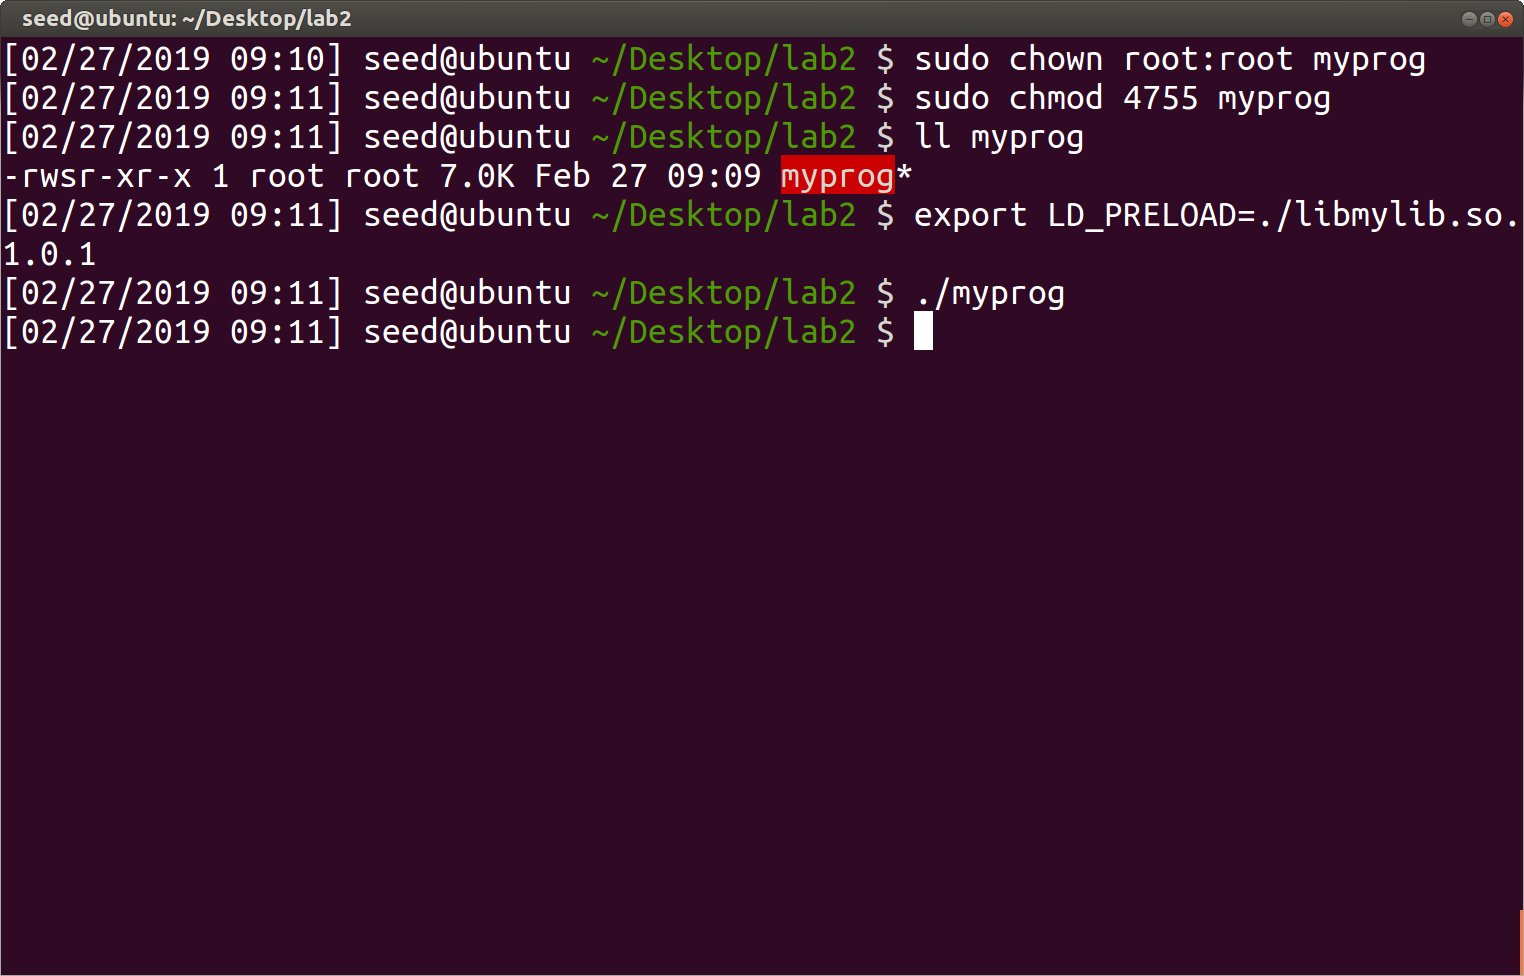 seed@ubuntu: ~/Desktop/lab2
[02/27/2019 09:10] seed@ubuntu ~/Desktop/lab2 $ sudo chown root:root myprog
[02/27/2019 09:11] seed@ubuntu ~/Desktop/lab2 $ sudo chmod 4755 myprog
[02/27/2019 09:11] seed@ubuntu ~/Desktop/lab2 $ ll myprog
-rwsr-xr-x 1 root root 7.0K Feb 27 09:09 myprog*
[02/27/2019 09:11] seed@ubuntu ~/Desktop/lab2 $ export LD_PRELOAD=./libmylib.so.
1.0.1
[02/27/2019 09:11] seed@ubuntu ~/Desktop/lab2 $ ./myprog
[02/27/2019 09:11] seed@ubuntu ~/Desktop/lab2 $